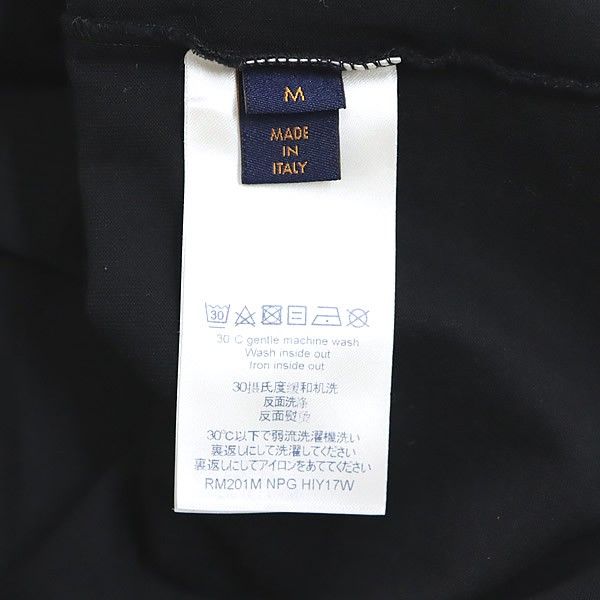 M
MADE
IN
ITALY
30
30°C gentle machine wash
Wash inside out
Iron inside out
30摄氏度缓和机洗
反面洗涤
反面熨烫
30℃以下で弱流洗濯機洗い
裏返しにして洗濯してください
裏返しにしてアイロンをあててください
RM201M NPG HIY17W